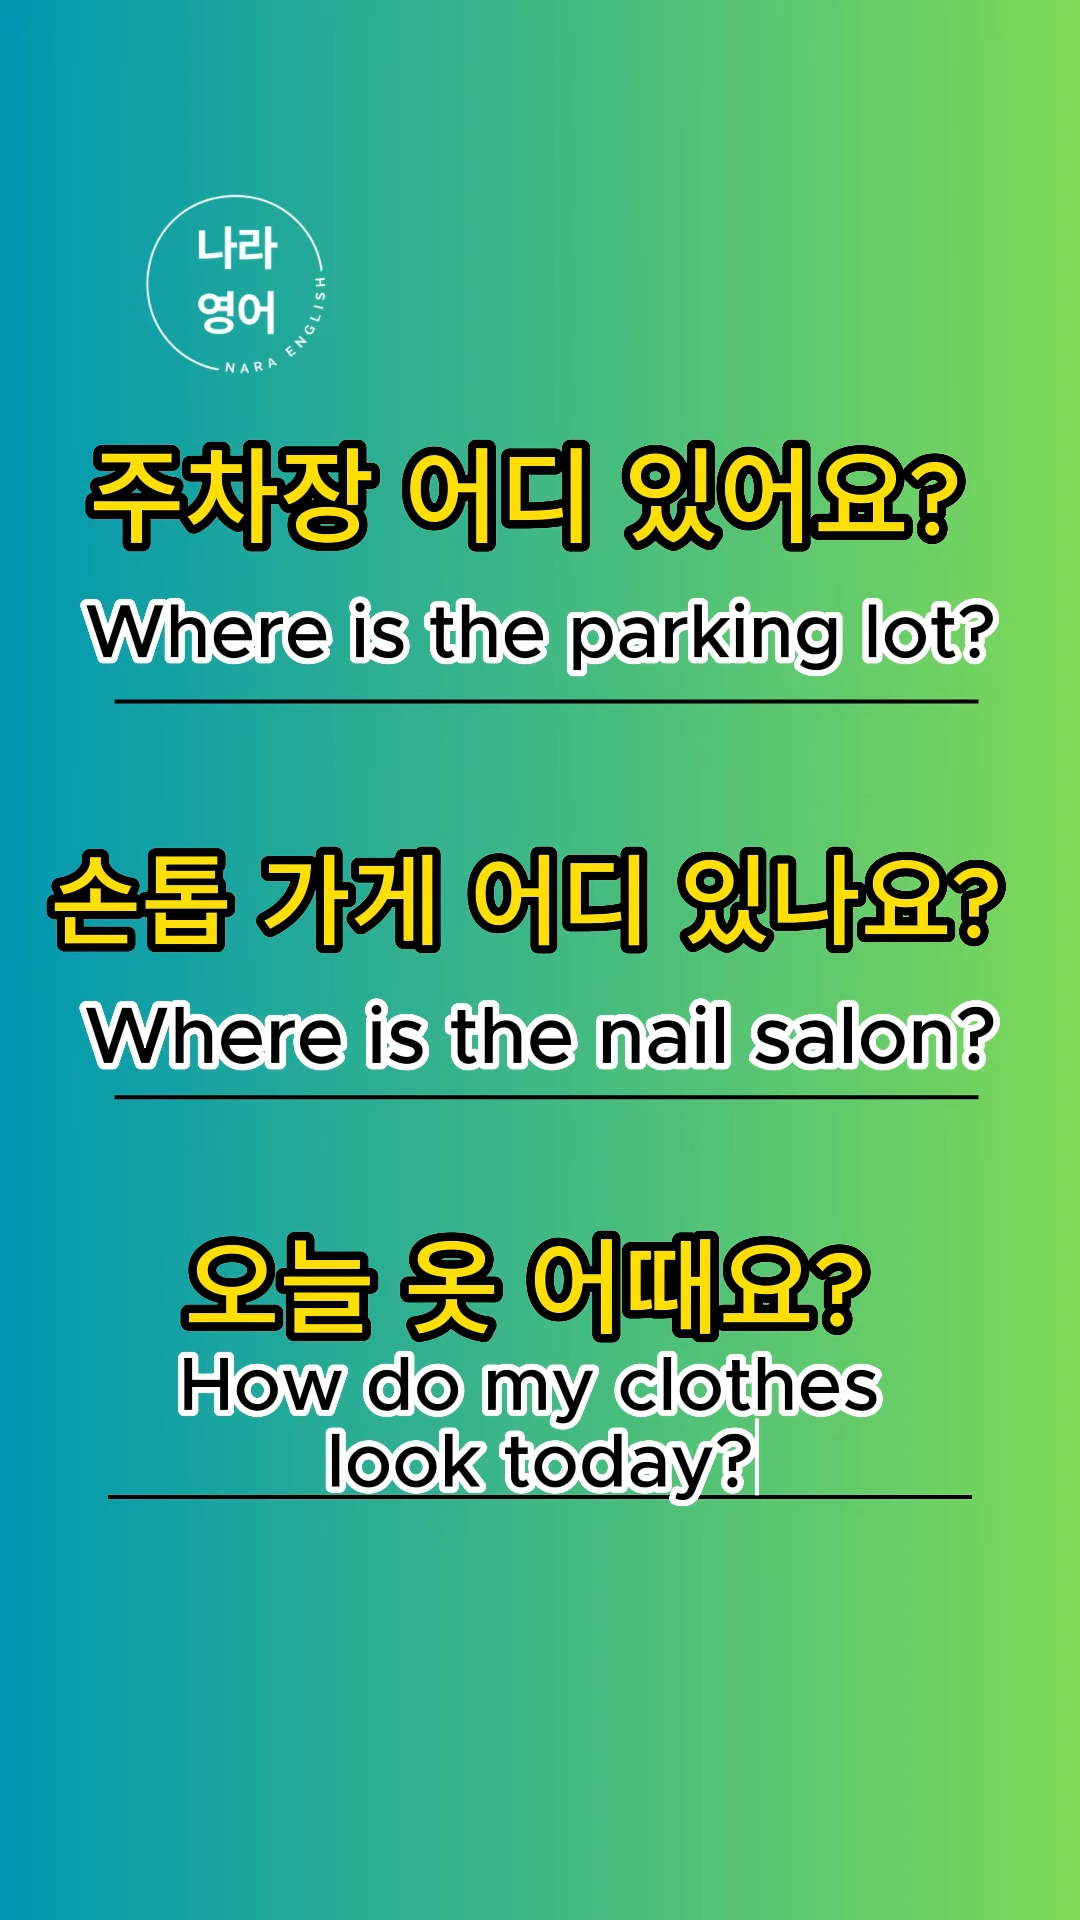 나라
영어
NARA ENGLISH
주차장 어디 있어요?
Where is the parking lot?
손톱 가게 어디 있나요?
Where is the nail salon?
오늘 옷 어때요?
How do my clothes
look today?